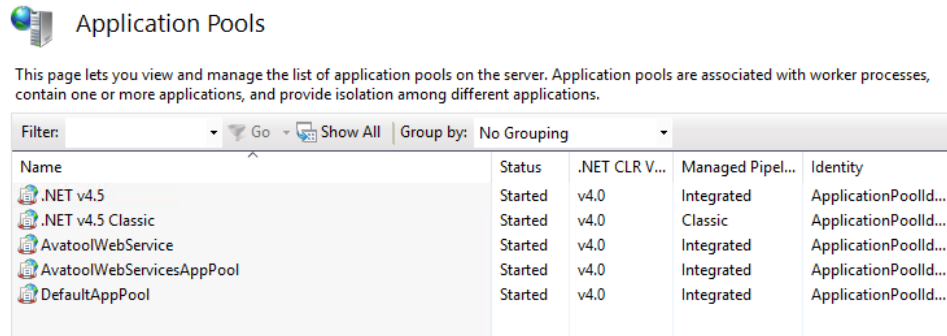 Application Pools
This page lets you view and manage the list of application pools on the server. Application pools are associated with worker processes,
contain one or more applications, and provide isolation among different applications.
Filter: Go Show All Group by: No Grouping
Name Status .NET CLR V... Managed Pipel... Identity
.NET v4.5 Started v4.0 Integrated ApplicationPoolId...
.NET v4.5 Classic Started v4.0 Classic ApplicationPoolId...
AvatoolWebService Started v4.0 Integrated ApplicationPoolId...
AvatoolWebServicesAppPool Started v4.0 Integrated ApplicationPoolId...
DefaultAppPool Started v4.0 Integrated ApplicationPoolId...